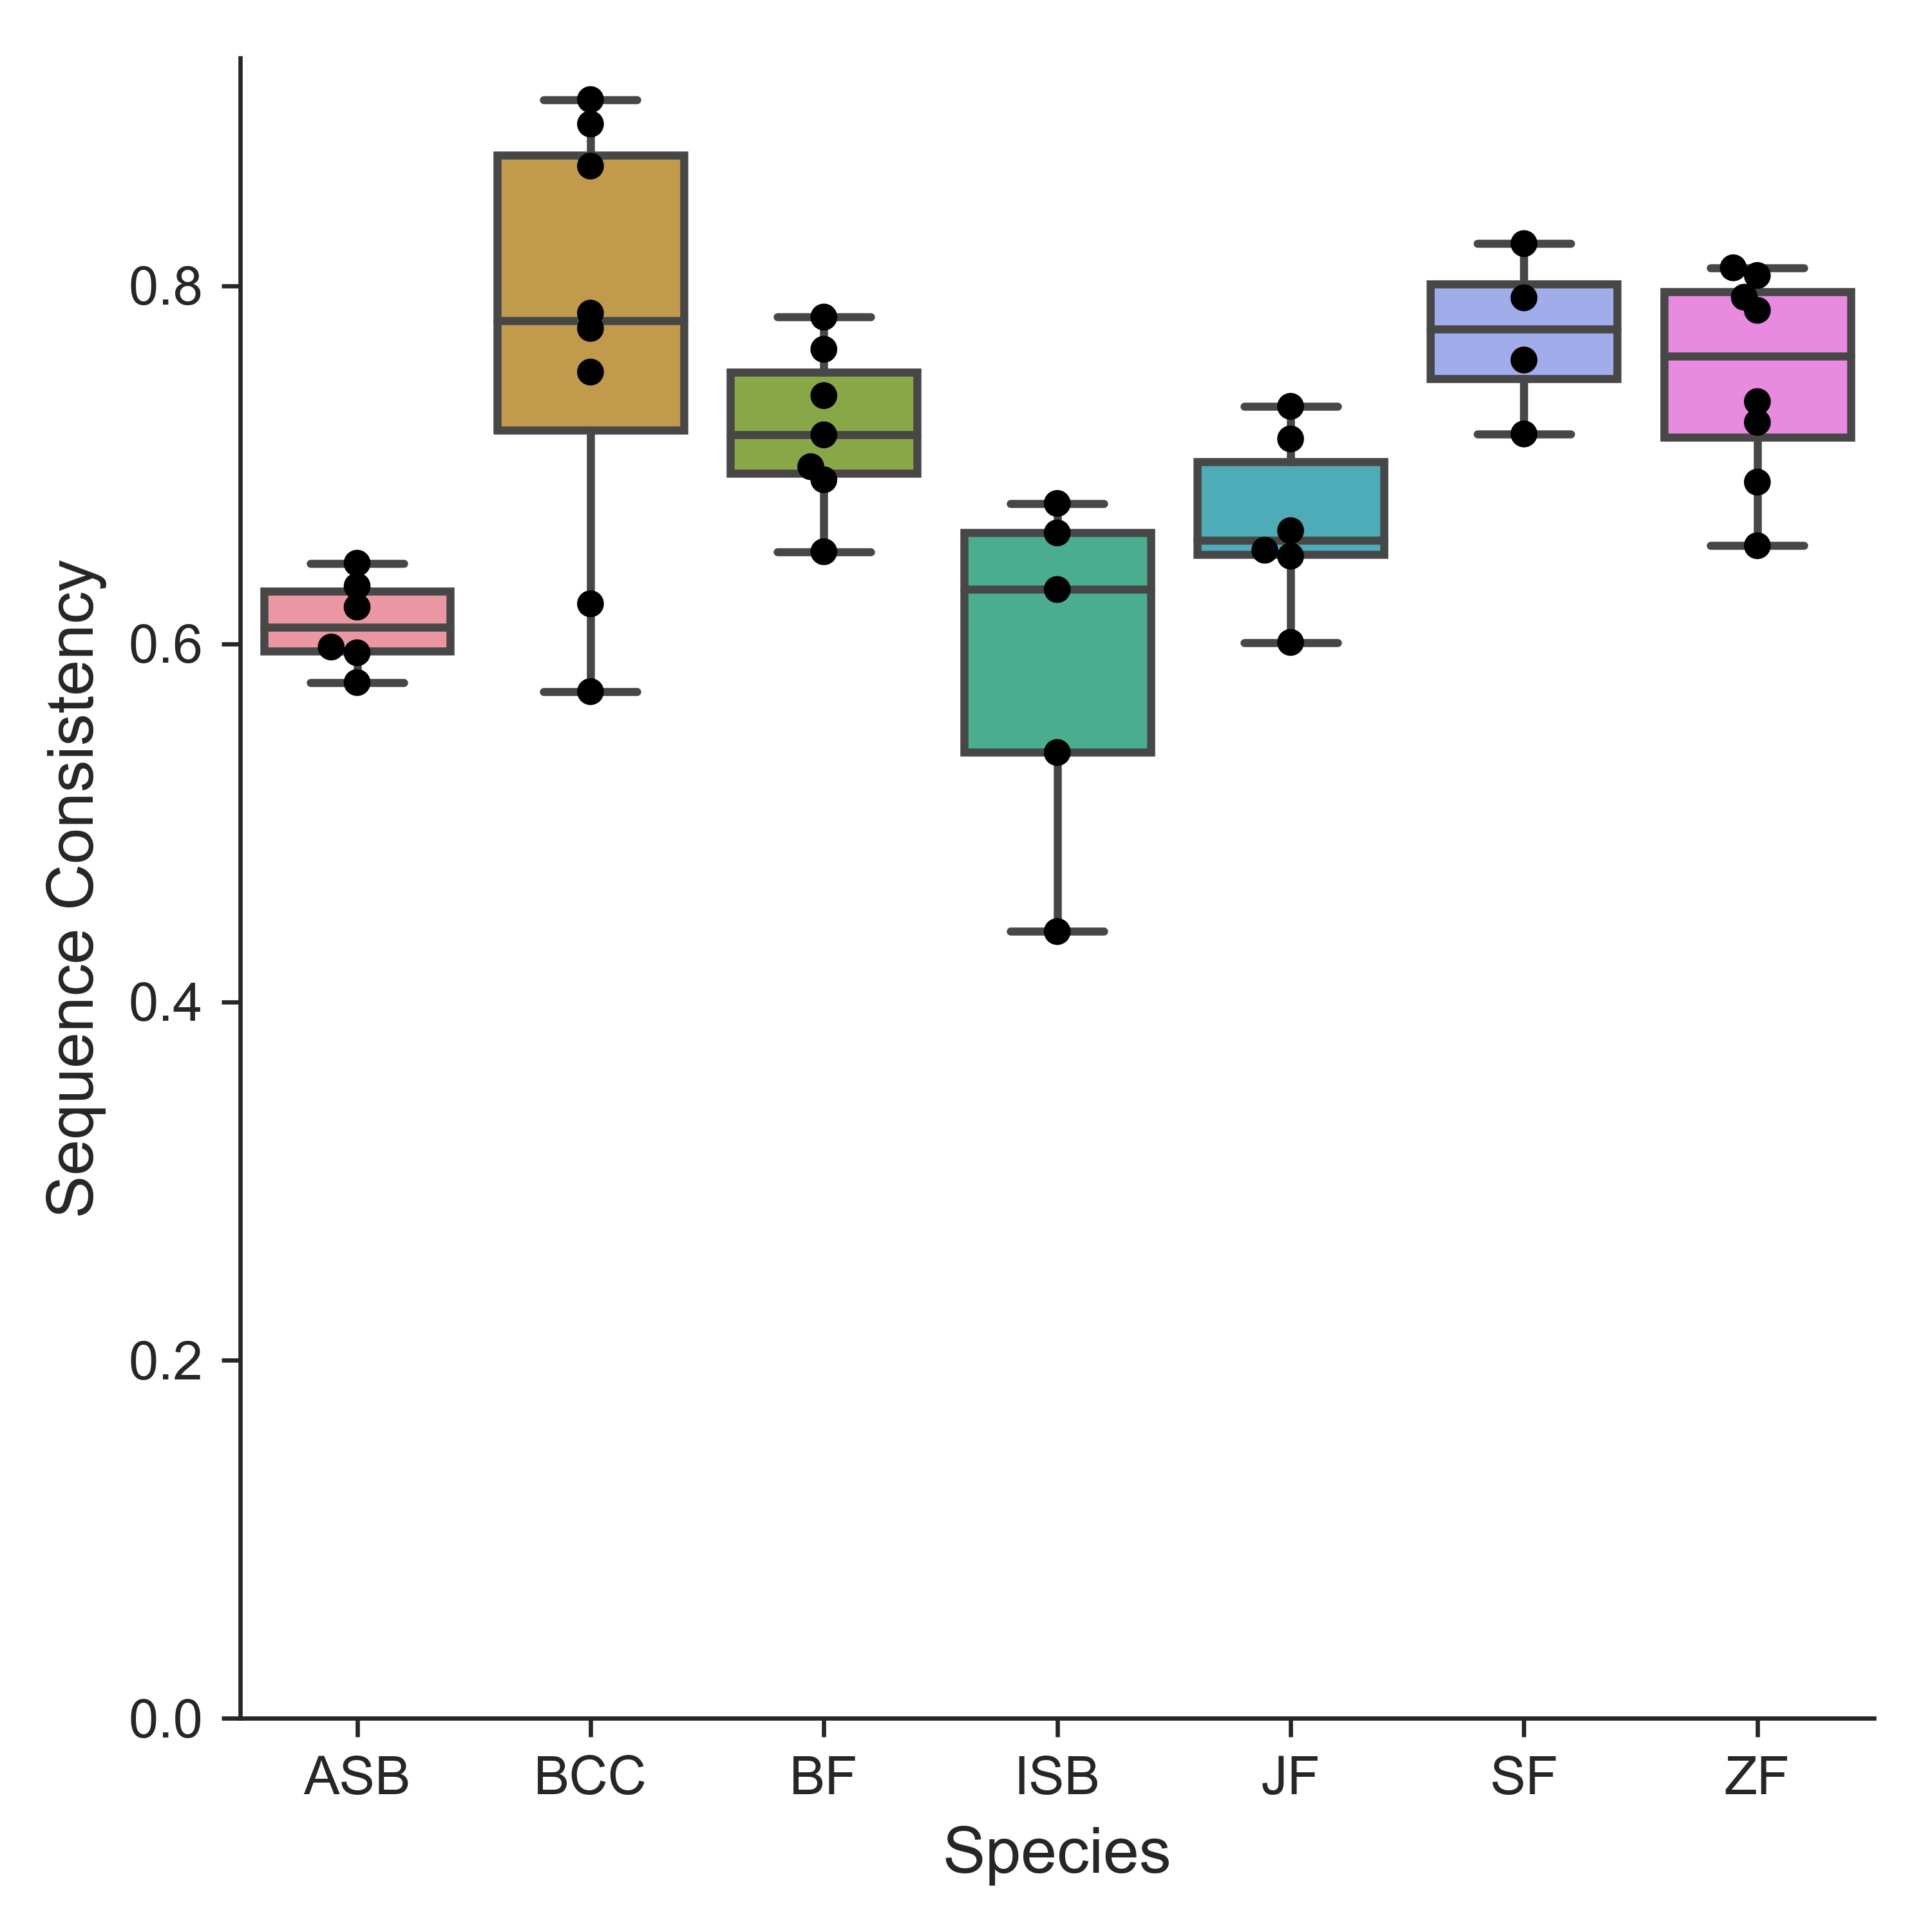 Sequence Consistency
0.8
0.6
0.4
0.2
0.0
ASB BCC BF ISB JF SF ZF
Species